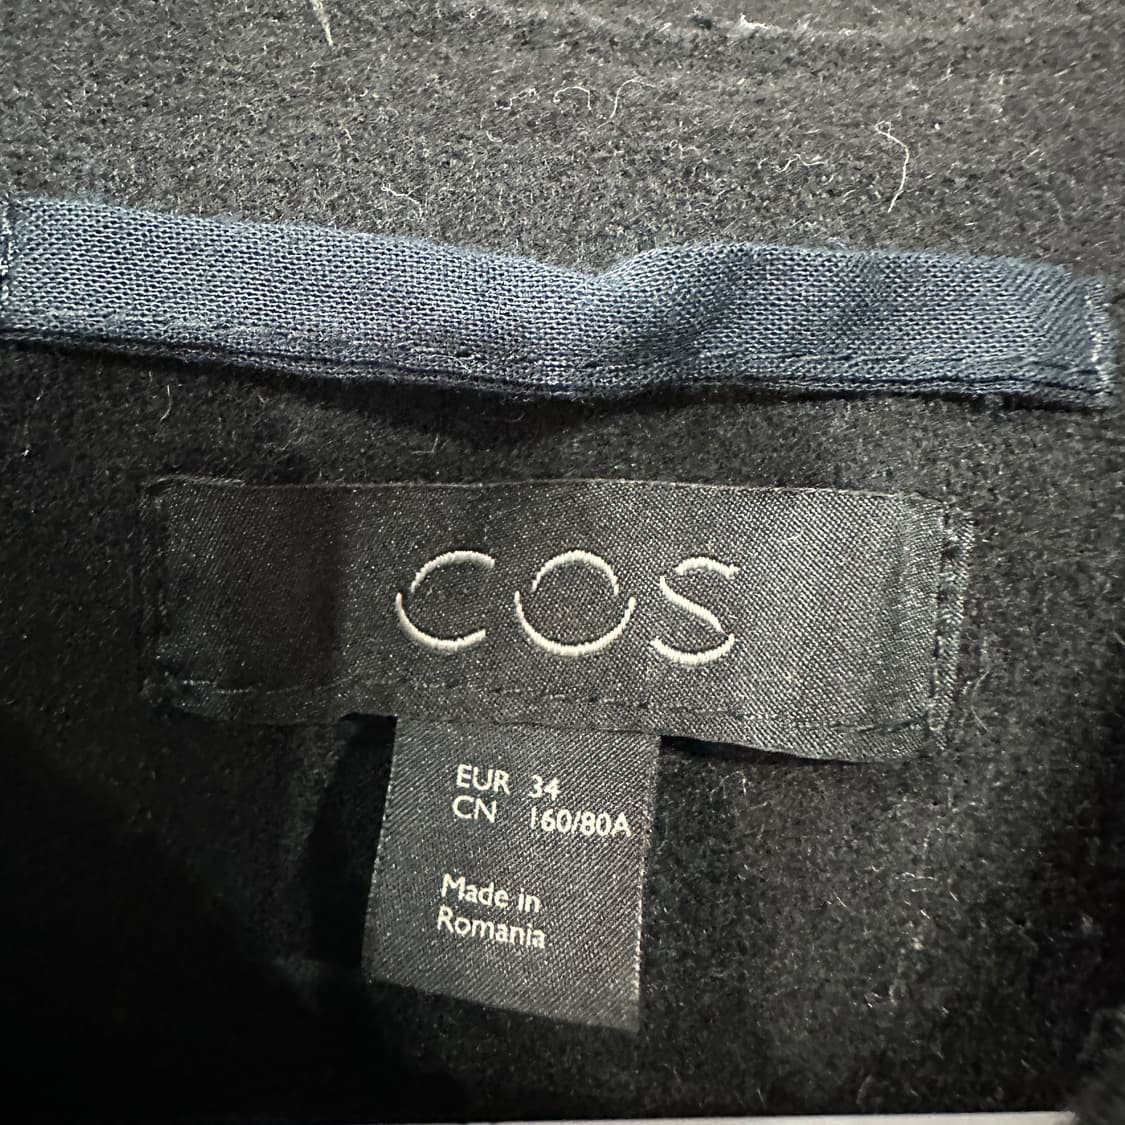 COS
EUR 34
CN 160/80A
Made in
Romania